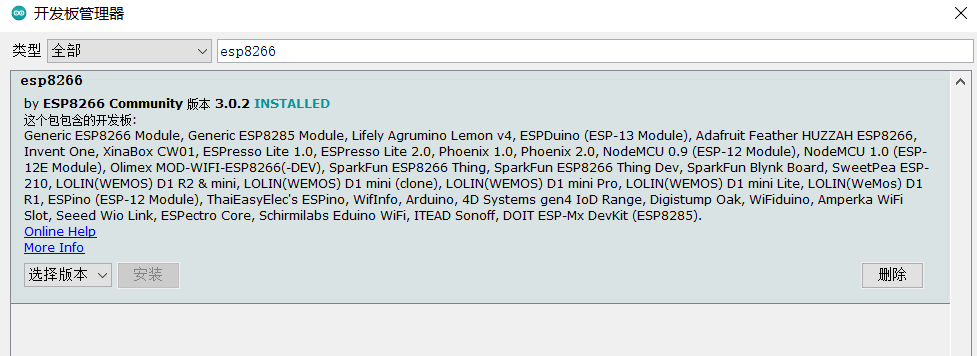 开发板管理器
类型 全部 esp8266
esp8266
by ESP8266 Community 版本 3.0.2 INSTALLED
这个包包含的开发板:
Generic ESP8266 Module, Generic ESP8285 Module, Lifely Agrumino Lemon v4, ESPDuino (ESP-13 Module), Adafruit Feather HUZZAH ESP8266,
Invent One, XinaBox CW01, ESPresso Lite 1.0, ESPresso Lite 2.0, Phoenix 1.0, Phoenix 2.0, NodeMCU 0.9 (ESP-12 Module), NodeMCU 1.0 (ESP-
12E Module), Olimex MOD-WIFI-ESP8266(-DEV), SparkFun ESP8266 Thing, SparkFun ESP8266 Thing Dev, SparkFun Blynk Board, SweetPea ESP-
210, LOLIN(WEMOS) D1 R2 & mini, LOLIN(WEMOS) D1 mini (clone), LOLIN(WEMOS) D1 mini Pro, LOLIN(WEMOS) D1 mini Lite, LOLIN(WeMos) D1
R1, ESPino (ESP-12 Module), ThaiEasyElec's ESPino, WifInfo, Arduino, 4D Systems gen4 IoD Range, Digistump Oak, WiFiduino, Amperka WiFi
Slot, Seeed Wio Link, ESPectro Core, Schirmilabs Eduino WiFi, ITEAD Sonoff, DOIT ESP-Mx DevKit (ESP8285).
Online Help
More Info
选择版本 安装 删除